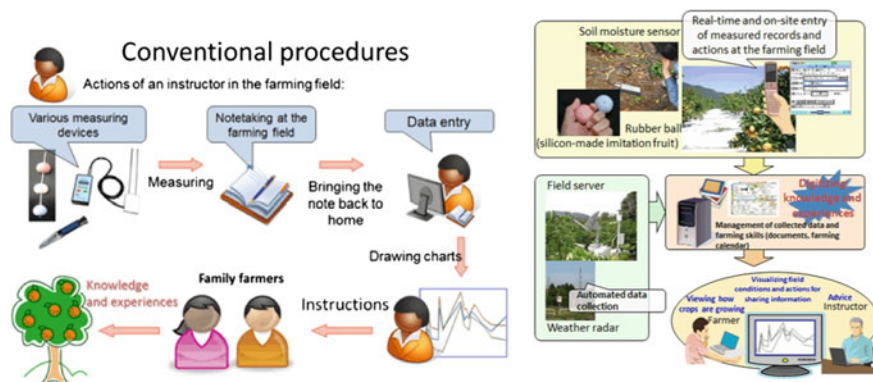 Conventional procedures
Actions of an instructor in the farming field:
Various measuring
devices
Notetaking at the
farming field
Data entry
Measuring
Bringing the
note back to
home
Drawing charts
Instructions
Family farmers
Knowledge
and experiences
Real-time and on-site entry
of measured records and
actions at the farming field
Soil moisture sensor
Rubber ball
(silicon-made imitation fruit)
Field server
Automated data
collection
Weather radar
Digitizing
knowledge and
experiences
Management of collected data and
farming skills (documents, farming
calendar)
Visualizing field
conditions and actions for
sharing information
Viewing how
crops are growing
Farmer
Advice
Instructor